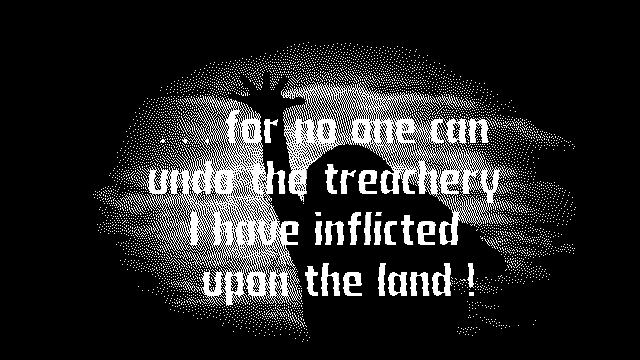 .. for no one can
undo the treachery
I have inflicted
upon the land !